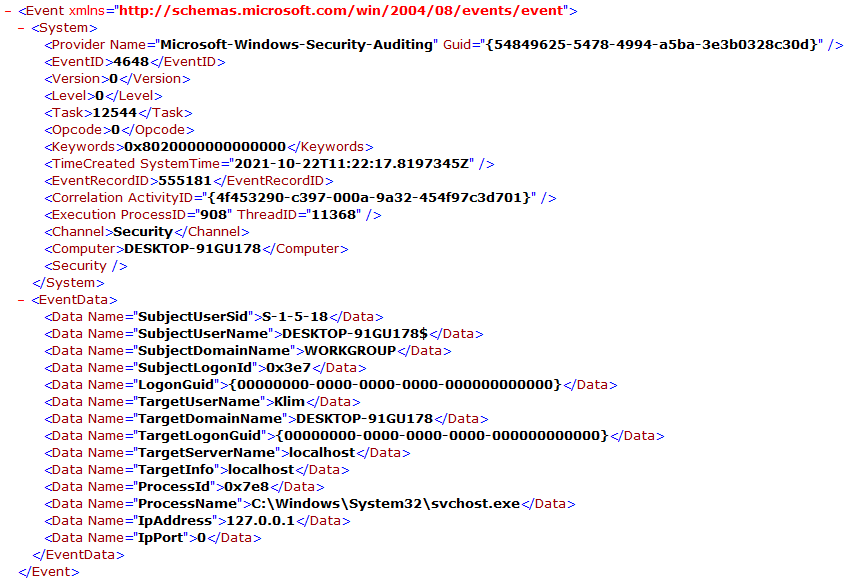 - <Event xmlns="http://schemas.microsoft.com/win/2004/08/events/event">
- <System>
<Provider Name="Microsoft-Windows-Security-Auditing" Guid="{54849625-5478-4994-a5ba-3e3b0328c30d}" />
<EventID>4648</EventID>
<Version>0</Version>
<Level>0</Level>
<Task>12544</Task>
<Opcode>0</Opcode>
<Keywords>0x8020000000000000</Keywords>
<TimeCreated SystemTime="2021-10-22T11:22:17.8197345Z" />
<EventRecordID>555181</EventRecordID>
<Correlation ActivityID="{4f453290-c397-000a-9a32-454f97c3d701}" />
<Execution ProcessID="908" ThreadID="11368" />
<Channel>Security</Channel>
<Computer>DESKTOP-91GU178</Computer>
<Security />
</System>
- <EventData>
<Data Name="SubjectUserSid">S-1-5-18</Data>
<Data Name="SubjectUserName">DESKTOP-91GU178$</Data>
<Data Name="SubjectDomainName">WORKGROUP</Data>
<Data Name="SubjectLogonId">0x3e7</Data>
<Data Name="LogonGuid">{00000000-0000-0000-0000-000000000000}</Data>
<Data Name="TargetUserName">Klim</Data>
<Data Name="TargetDomainName">DESKTOP-91GU178</Data>
<Data Name="TargetLogonGuid">{00000000-0000-0000-0000-000000000000}</Data>
<Data Name="TargetServerName">localhost</Data>
<Data Name="TargetInfo">localhost</Data>
<Data Name="ProcessId">0x7e8</Data>
<Data Name="ProcessName">C:\Windows\System32\svchost.exe</Data>
<Data Name="IpAddress">127.0.0.1</Data>
<Data Name="IpPort">0</Data>
</EventData>
</Event>